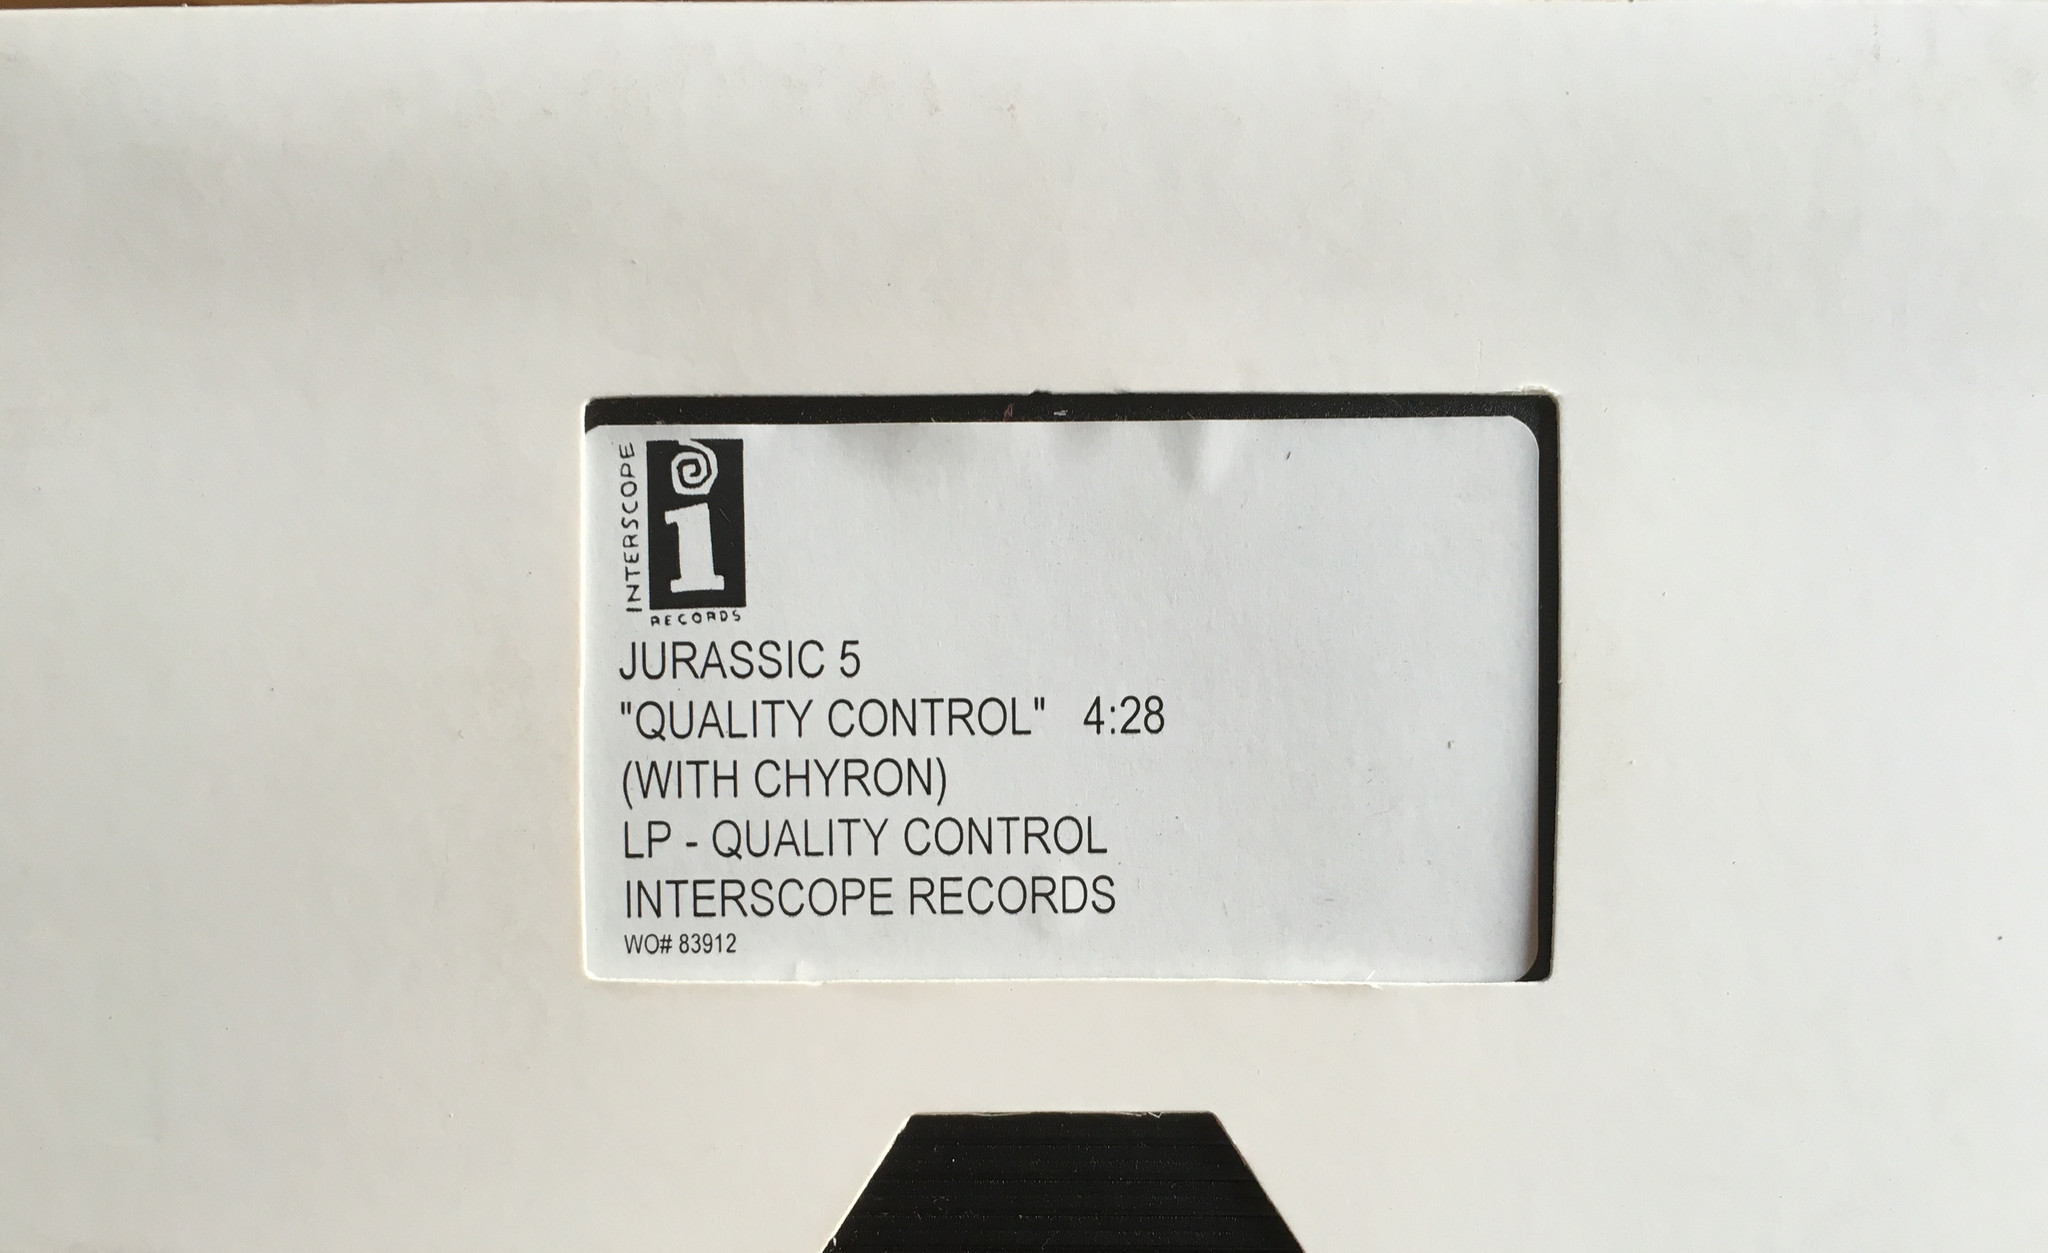 INTERSCOPE
i
RECORDS
JURASSIC 5
"QUALITY CONTROL" 4:28
(WITH CHYRON)
LP - QUALITY CONTROL
INTERSCOPE RECORDS
WO# 83912